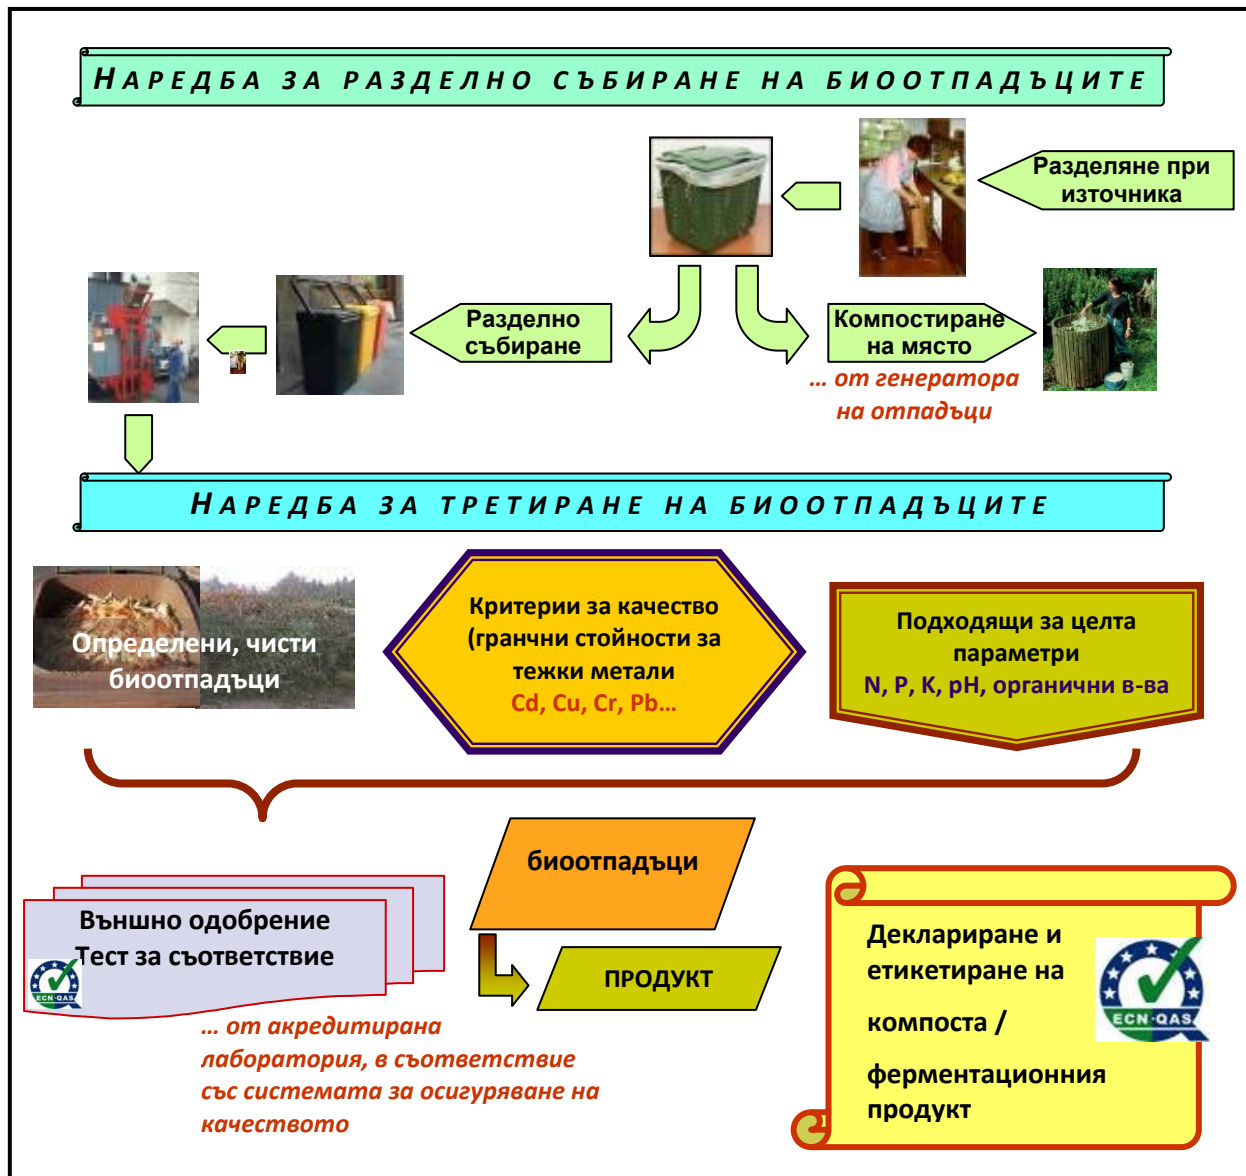 НАРЕДБА ЗА РАЗДЕЛНО СЪБИРАНЕ НА БИООТПАДЪЦИТЕ
Разделяне при
източника
Разделно
събиране
Компостиране
на място
... от генератора
на отпадъци
НАРЕДБА ЗА ТРЕТИРАНЕ НА БИООТПАДЪЦИТЕ
Определени, чисти
биоотпадъци
Критерии за качество
(гранчни стойности за
тежки метали
Cd, Cu, Cr, Pb...
Подходящи за целта
параметри
N, P, K, pH, органични в-ва
биоотпадъци
ПРОДУКТ
Външно одобрение
Тест за съответствие
ECN-QAS
... от акредитирана
лаборатория, в съответствие
със системата за осигуряване на
качеството
Деклариране и
етикетиране на
компоста /
ферментационния
продукт
ECN·QAS